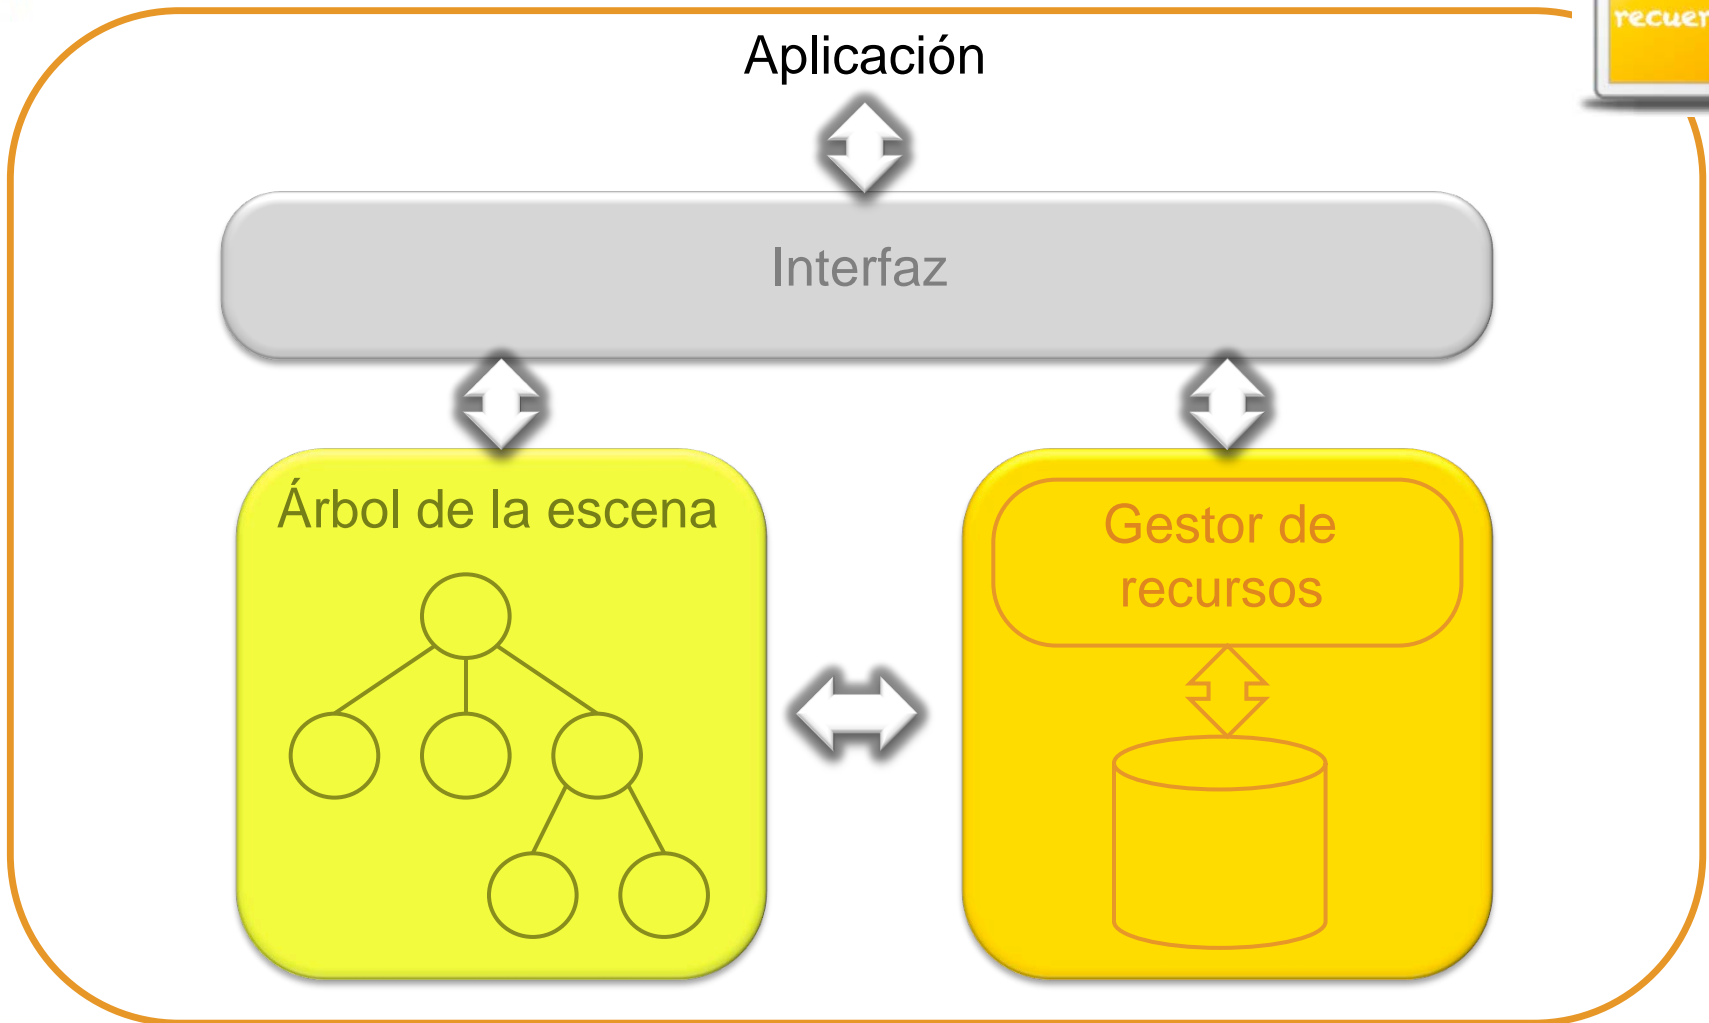 Aplicación
Interfaz
Árbol de la escena
Gestor de
recursos